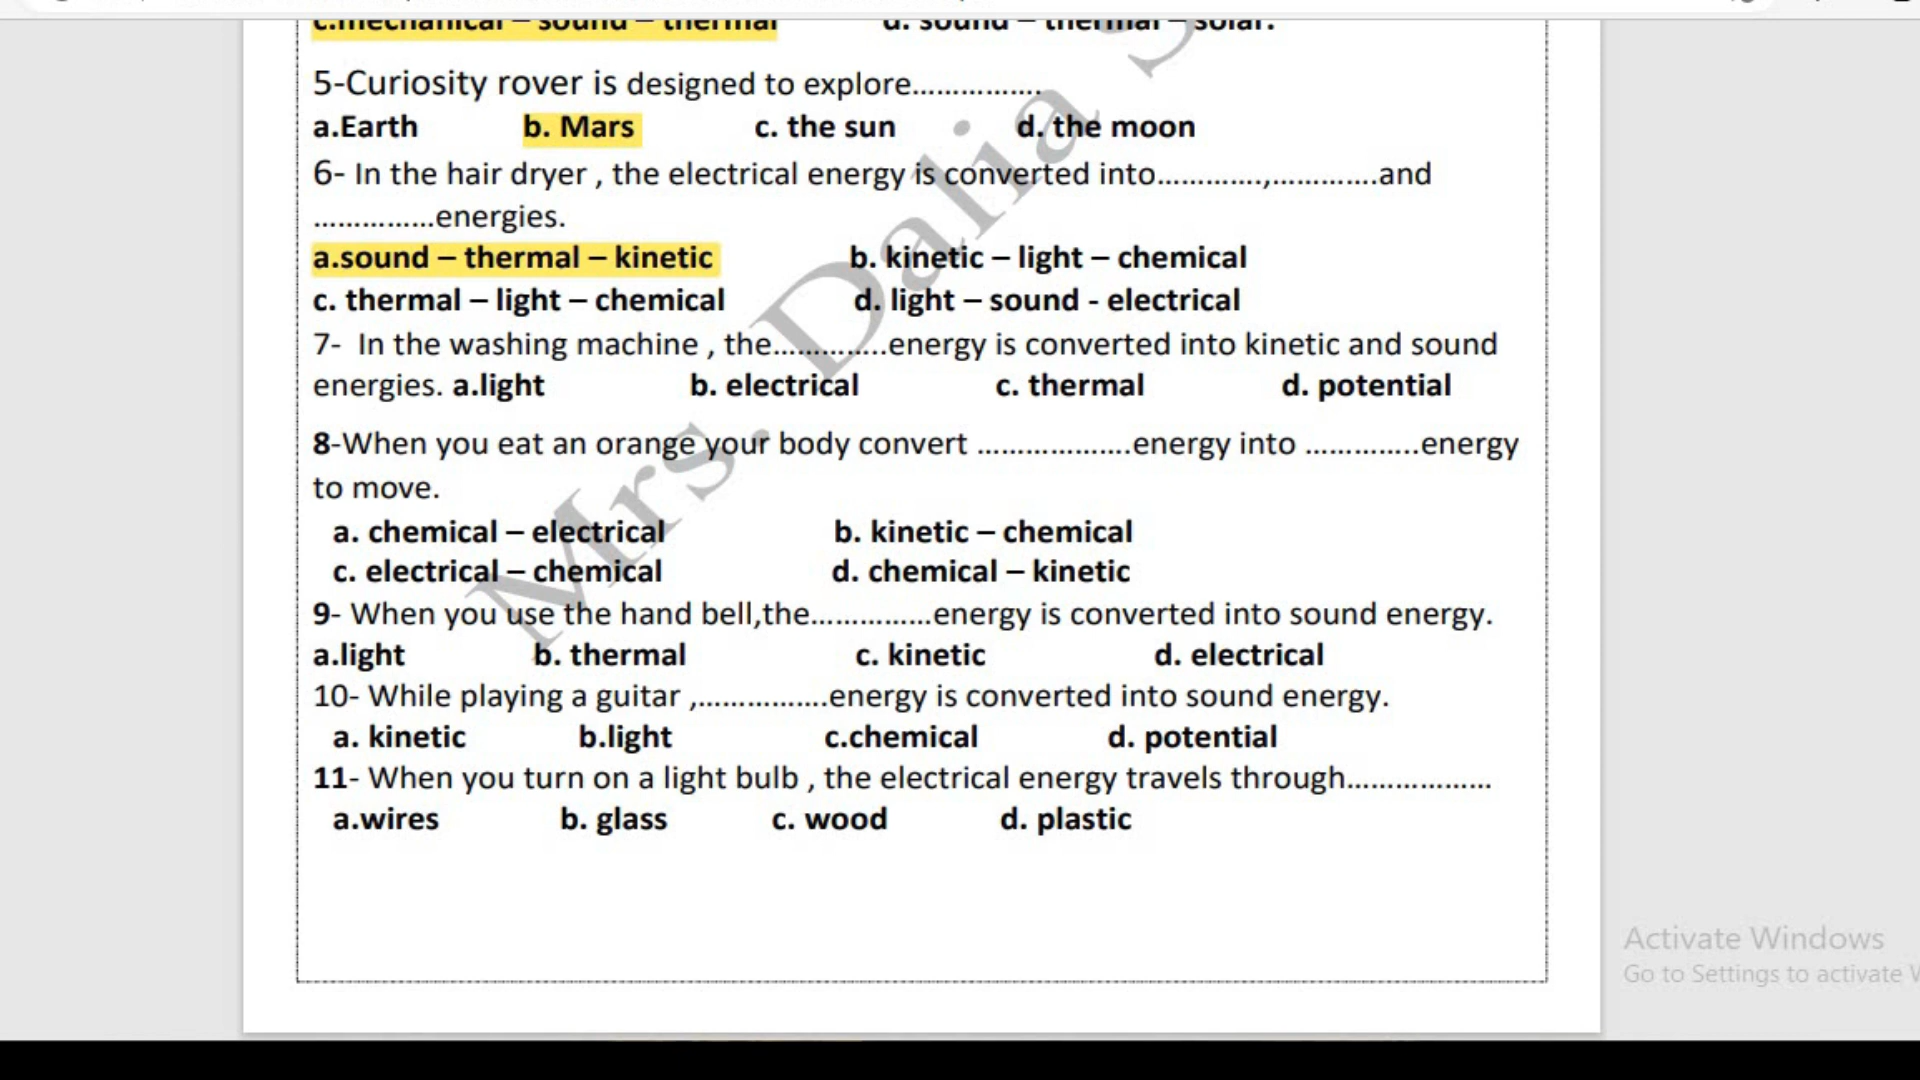 c.mechanical – sound – thermal d. sound – thermal – solar.
5-Curiosity rover is designed to explore................
a.Earth b. Mars c. the sun d. the moon
6- In the hair dryer , the electrical energy is converted into.............,.............and
...............energies.
a.sound – thermal – kinetic b. kinetic – light – chemical
c. thermal – light – chemical d. light – sound - electrical
7- In the washing machine , the..............energy is converted into kinetic and sound
energies. a.light b. electrical c. thermal d. potential
8-When you eat an orange your body convert ...................energy into ..............energy
to move.
a. chemical – electrical b. kinetic – chemical
c. electrical – chemical d. chemical – kinetic
9- When you use the hand bell,the...............energy is converted into sound energy.
a.light b. thermal c. kinetic d. electrical
10- While playing a guitar ,................energy is converted into sound energy.
a. kinetic b.light c.chemical d. potential
11- When you turn on a light bulb , the electrical energy travels through..................
a.wires b. glass c. wood d. plastic
Mrs. Dalia S
Activate Windows
Go to Settings to activate